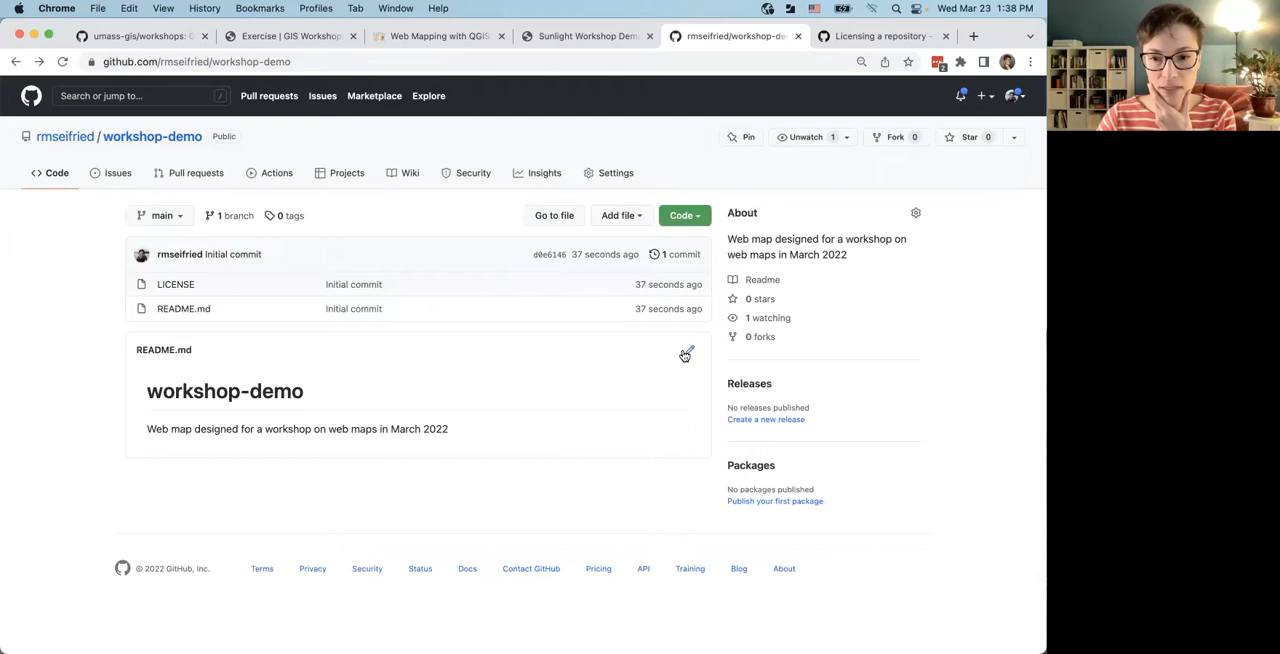 Chrome File Edit View History Bookmarks Profiles Tab Window Help Wed Mar 23 1:38 PM
umass-gis/workshops: Exercise | GIS Workshop Web Mapping with QGIS Sunlight Workshop Dem rmseifried/workshop-de Licensing a repository -
github.com/rmseifried/workshop-demo 2
Search or jump to... / Pull requests Issues Marketplace Explore
rmseifried / workshop-demo Public Pin Unwatch 1 Fork 0 Star 0
Code Issues Pull requests Actions Projects Wiki Security Insights Settings
main 1 branch 0 tags Go to file Add file Code
rmseifried Initial commit d0e6146 37 seconds ago 1 commit
LICENSE Initial commit 37 seconds ago
README.md Initial commit 37 seconds ago
README.md
workshop-demo
Web map designed for a workshop on web maps in March 2022
About
Web map designed for a workshop on
web maps in March 2022
Readme
0 stars
1 watching
0 forks
Releases
No releases published
Create a new release
Packages
No packages published
Publish your first package
© 2022 GitHub, Inc. Terms Privacy Security Status Docs Contact GitHub Pricing API Training Blog About